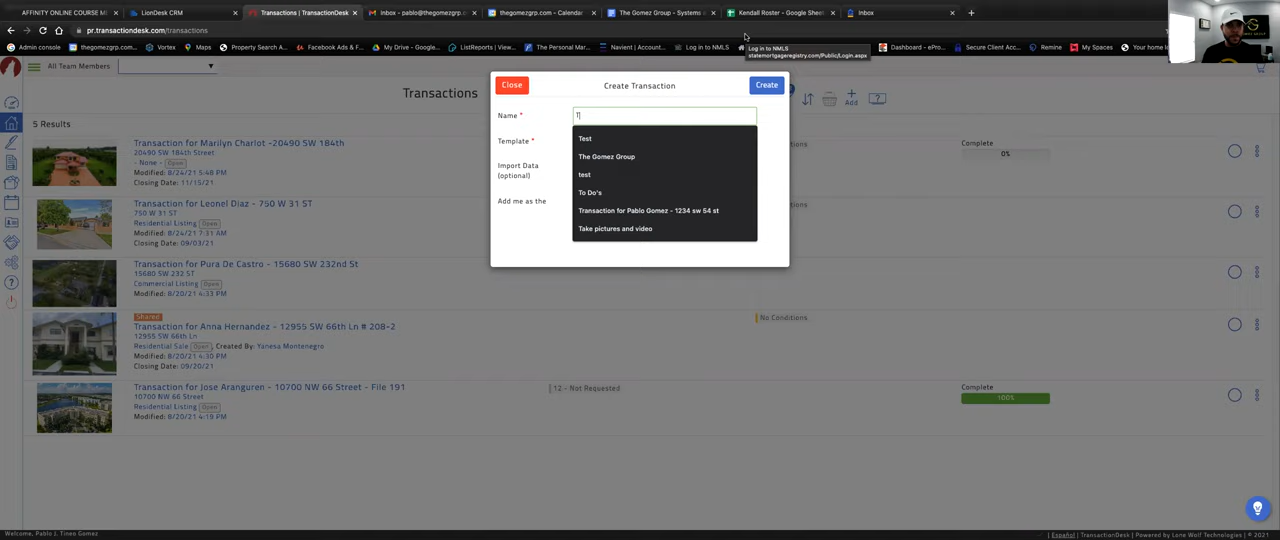 AFFINITY ONLINE COURSE M
LionDesk CRM
Transactions | TransactionDesk
Inbox - pablo@thegomezgrp.c
thegomezgrp.com - Calendar
The Gomez Group - Systems
Kendall Roster - Google Sheet
Inbox
pr.transactiondesk.com/transactions
Admin console
thegomezgrp.com
Vortex
Maps
Property Search A
Facebook Ads & F
My Drive - Google
ListReports | View
The Personal Mar
Navient | Account
Log in to NMLS
Dashboard - ePro
Secure Client Acc
Remine
My Spaces
Your home lo
Log in to NMLS
statemortgageregistry.com/Public/Login.aspx
All Team Members
Transactions
Add
5 Results
Close
Create Transaction
Create
Name *
T
Template *
Import Data
(optional)
Add me as the
Test
The Gomez Group
test
To Do's
Transaction for Pablo Gomez - 1234 sw 54 st
Take pictures and video
Transaction for Marilyn Charlot -20490 SW 184th
20490 SW 184th Street
- None - Open
Modified: 8/24/21 5:48 PM
Closing Date: 11/15/21
Complete
0%
Transaction for Leonel Diaz - 750 W 31 ST
750 W 31 ST
Residential Listing Open
Modified: 8/24/21 7:31 AM
Closing Date: 09/03/21
Transaction for Pura De Castro - 15680 SW 232nd St
15680 SW 232 ST
Commercial Listing Open
Modified: 8/20/21 4:33 PM
Shared
Transaction for Anna Hernandez - 12955 SW 66th Ln # 208-2
12955 SW 66th Ln
Residential Sale Open, Created By: Yanesa Montenegro
Modified: 8/20/21 4:30 PM
Closing Date: 09/20/21
No Conditions
Transaction for Jose Aranguren - 10700 NW 66 Street - File 191
10700 NW 66 Street
Residential Listing Open
Modified: 8/20/21 4:19 PM
12 - Not Requested
Complete
100%
Welcome, Pablo J. Tines Gomez
| Español | TransactionDesk | Powered by Lone Wolf Technologies | © 2021